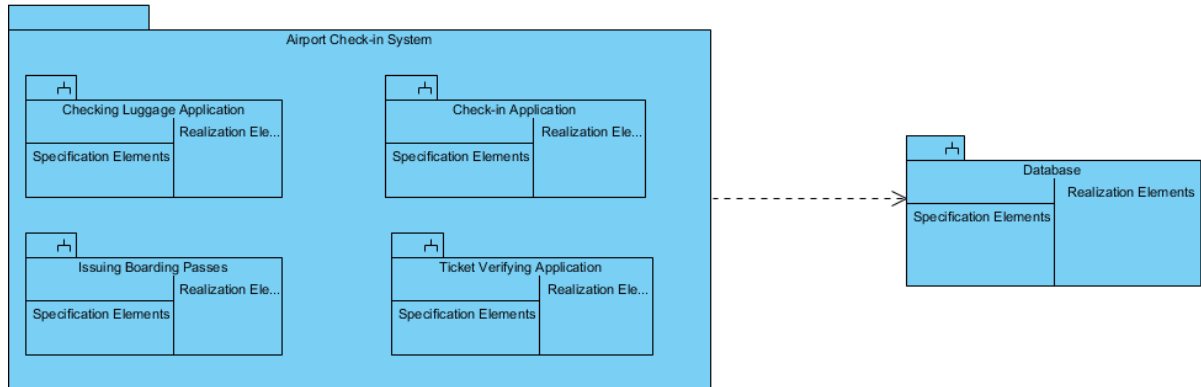 Airport Check-in System
Checking Luggage Application
Realization Ele...
Specification Elements
Check-in Application
Realization Ele...
Specification Elements
Issuing Boarding Passes
Realization Ele...
Specification Elements
Ticket Verifying Application
Realization Ele...
Specification Elements
Database
Realization Elements
Specification Elements